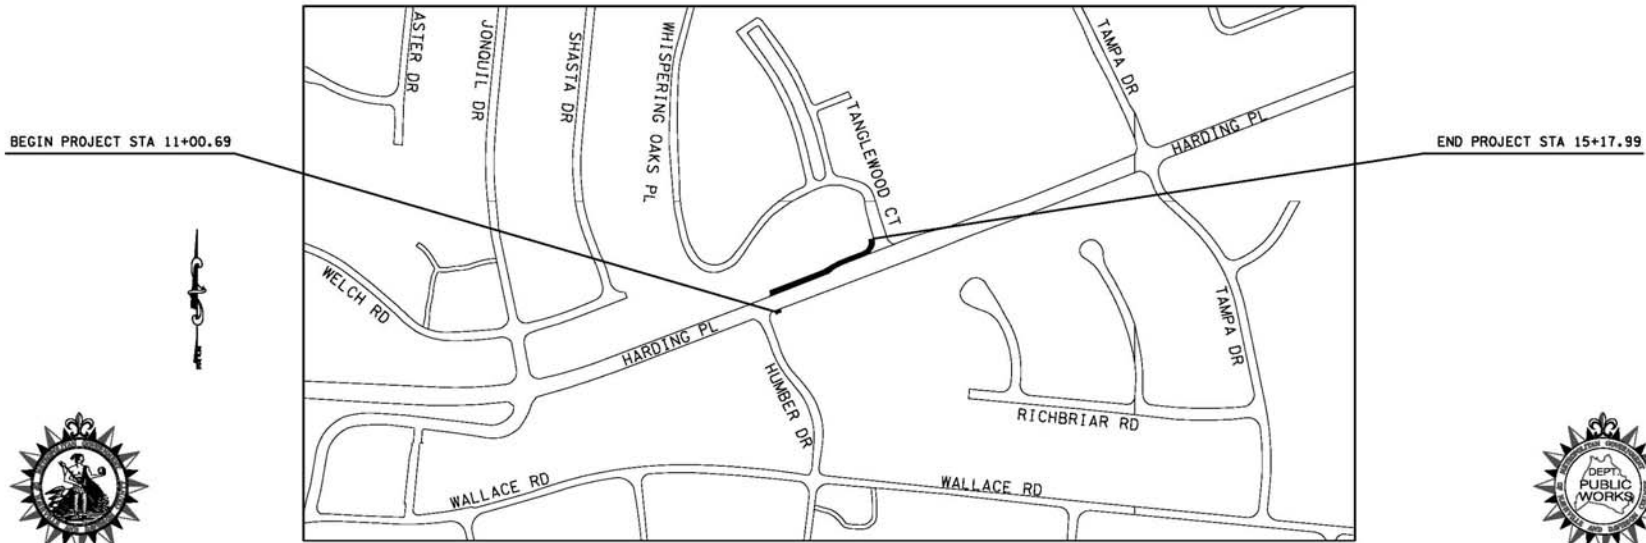 ASTER DR
JONQUIL DR
SHASTA DR
WHISPERING OAKS PL
TAMPA DR
HARDING PL
BEGIN PROJECT STA 11+00.69
END PROJECT STA 15+17.99
TANGLEWOOD CT
WELCH RD
HARDING PL
TAMPA DR
HUMBER DR
RICHBRIAR RD
WALLACE RD
WALLACE RD
DEPT.
PUBLIC
WORKS